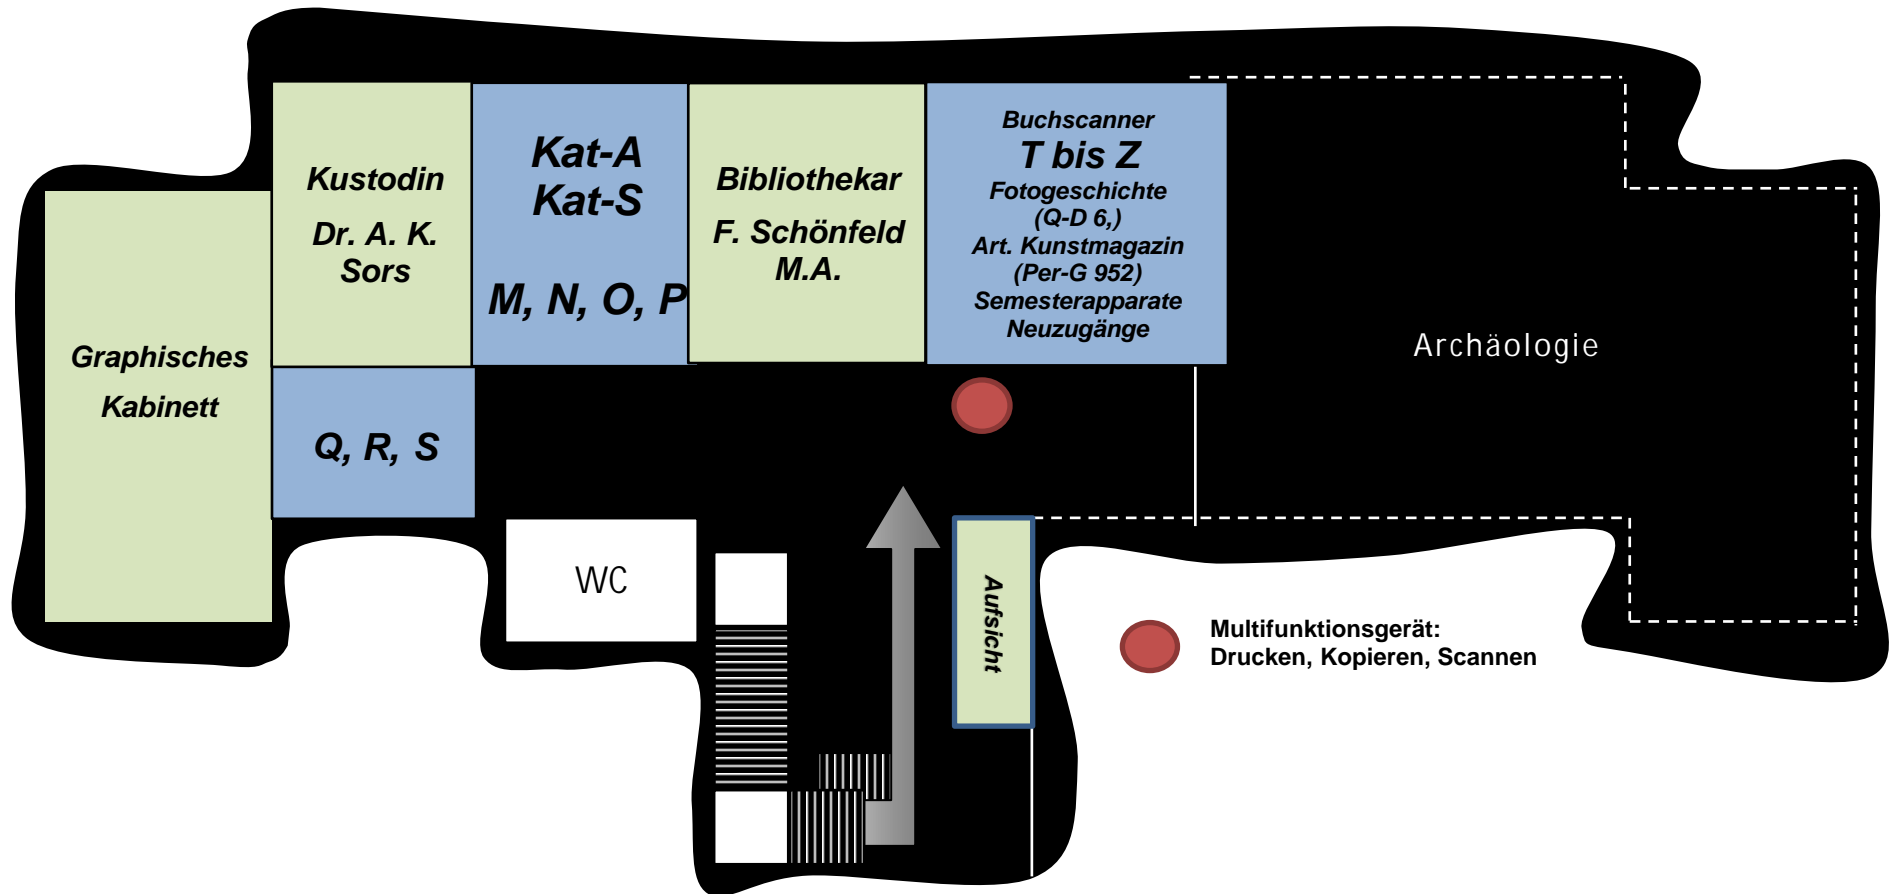 Graphisches
Kabinett
Kustodin
Dr. A. K.
Sors
Q, R, S
Kat-A
Kat-S
M, N, O, P
Bibliothekar
F. Schönfeld
M.A.
Buchscanner
T bis Z
Fotogeschichte
(Q-D 6,)
Art. Kunstmagazin
(Per-G 952)
Semesterapparate
Neuzugänge
Archäologie
WC
Aufsicht
Multifunktionsgerät:
Drucken, Kopieren, Scannen